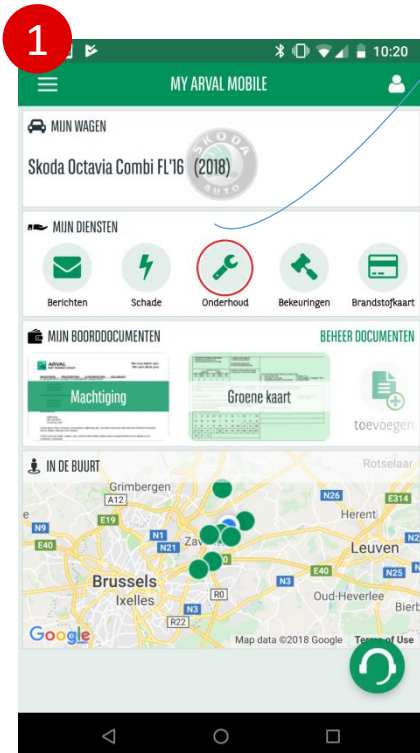 1
10:20
MY ARVAL MOBILE
MIJN WAGEN
Skoda Octavia Combi FL'16 (2018)
SKODA
AUTO
MIJN DIENSTEN
Berichten
Schade
Onderhoud
Bekeuringen
Brandstofkaart
MIJN BOORDDOCUMENTEN
BEHEER DOCUMENTEN
ARVAL
Machtiging
Groene kaart
toevoegen
IN DE BUURT
Rotselaar
Grimbergen
A12
N26
E314
E19
Herent
N9
N1
N2
E40
N21
Zav
Leuven
Brussels
E40
N25
R0
N3
Ixelles
Oud-Heverlee
N3
Bierb
R22
Google
Map data ©2018 Google
Terms of Use